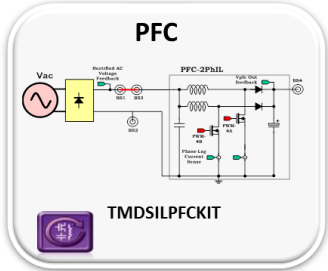 PFC
PFC-2PhIL
Rectified AC
Voltage
Feedback
Vpfc Out
feedback
Vac
BS1
BS3
BS4
BS2
PWM-
4A
PWM-
4B
Phase Leg
Current
Sense
TMDSILPFCKIT